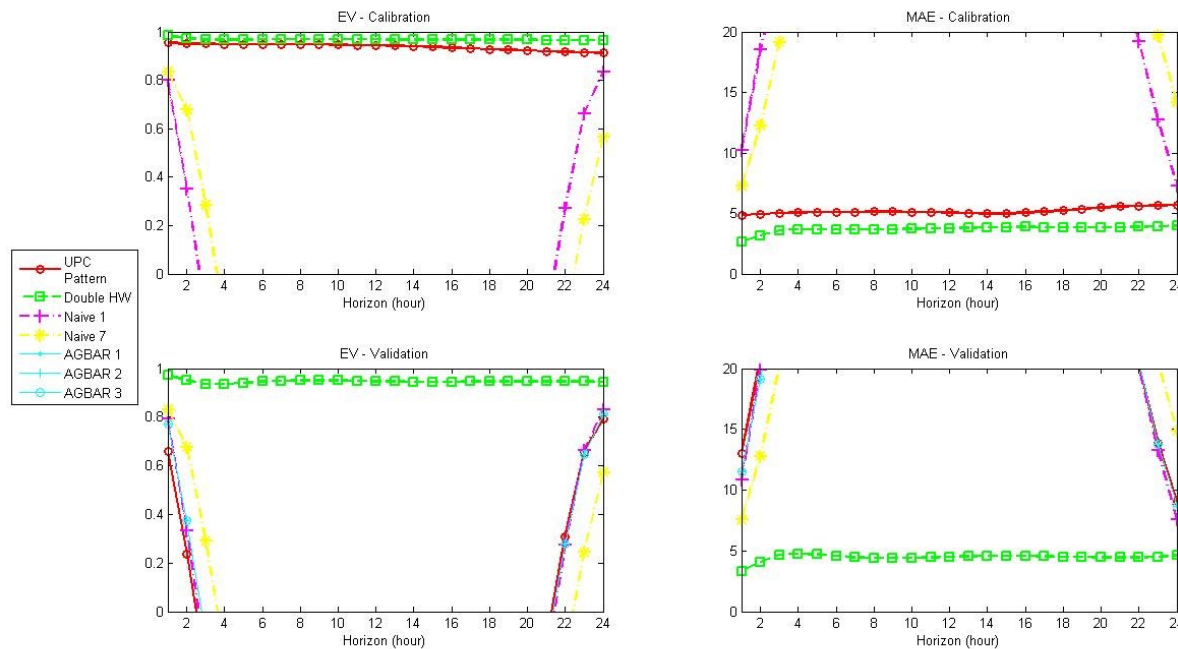 EV - Calibration
MAE - Calibration
1
0.8
0.6
0.4
0.2
0
2 4 6 8 10 12 14 16 18 20 22 24
Horizon (hour)
20
15
10
5
0
2 4 6 8 10 12 14 16 18 20 22 24
Horizon (hour)
UPC
Pattern
Double HW
Naive 1
Naive 7
AGBAR 1
AGBAR 2
AGBAR 3
EV - Validation
MAE - Validation
1
0.8
0.6
0.4
0.2
0
2 4 6 8 10 12 14 16 18 20 22 24
Horizon (hour)
20
15
10
5
0
2 4 6 8 10 12 14 16 18 20 22 24
Horizon (hour)